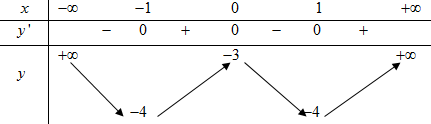 x −∞ −1 0 1 +∞
y' − 0 + 0 − 0 +
+∞ −3 +∞
y
−4 −4